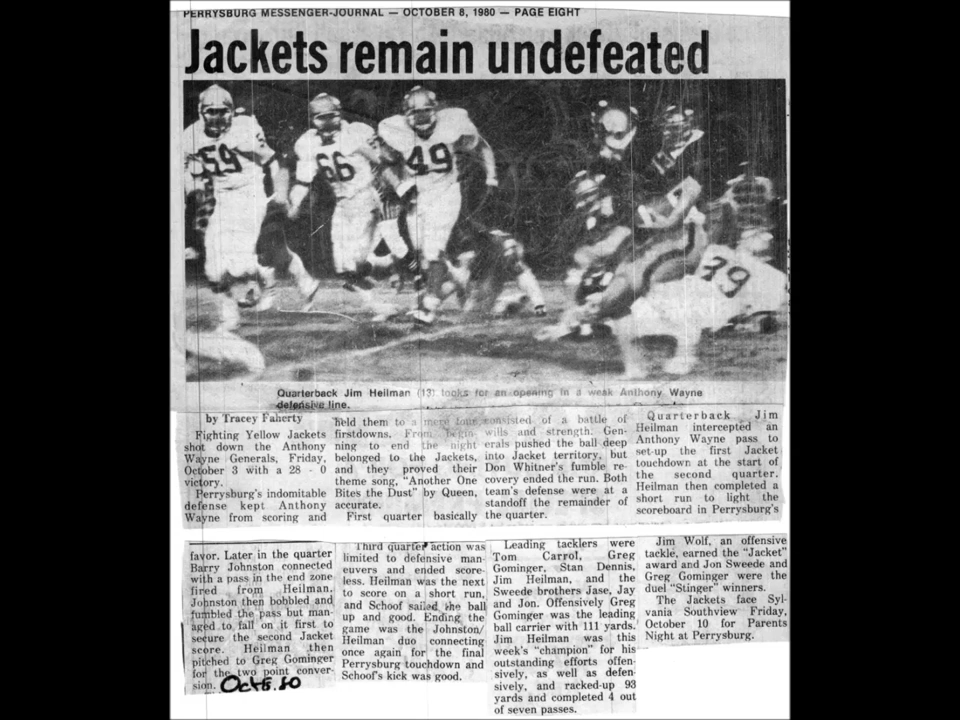 PERRYSBURG MESSENGER-JOURNAL — OCTOBER 8, 1980 — PAGE EIGHT
Jackets remain undefeated
59
66
49
39
Quarterback Jim Heilman (13) looks for an opening in a weak Anthony Wayne
defensive line.
by Tracey Faherty
Fighting Yellow Jackets
shot down the Anthony
Wayne Generals, Friday,
October 3 with a 28 - 0
victory.
Perrysburg's indomitable
defense kept Anthony
Wayne from scoring and
held them to a mere four
firstdowns. From begin-
ning to end the night
belonged to the Jackets,
and they proved their
theme song, "Another One
Bites the Dust" by Queen,
accurate.
First quarter basically
consisted of a battle of
wills and strength. Gen-
erals pushed the ball deep
into Jacket territory, but
Don Whitner's fumble re-
covery ended the run. Both
team's defense were at a
standoff the remainder of
the quarter.
Quarterback Jim
Heilman intercepted an
Anthony Wayne pass to
set-up the first Jacket
touchdown at the start of
the second quarter.
Heilman then completed a
short run to light the
scoreboard in Perrysburg's
favor. Later in the quarter
Barry Johnston connected
with a pass in the end zone
fired from Heilman.
Johnston then bobbled and
fumbled the pass but man-
aged to fall on it first to
secure the second Jacket
score. Heilman then
pitched to Greg Gominger
for the two point conver-
sion.
Oct 8. 80
Third quarter action was
limited to defensive man-
euvers and ended score-
less. Heilman was the next
to score on a short run,
and Schoof sailed the ball
up and good. Ending the
game was the Johnston/
Heilman duo connecting
once again for the final
Perrysburg touchdown and
Schoof's kick was good.
Leading tacklers were
Tom Carrol, Greg
Gominger, Stan Dennis,
Jim Heilman, and the
Sweede brothers Jase, Jay
and Jon. Offensively Greg
Gominger was the leading
ball carrier with 111 yards.
Jim Heilman was this
week's "champion" for his
outstanding efforts offen-
sively, as well as defen-
sively, and racked-up 93
yards and completed 4 out
of seven passes.
Jim Wolf, an offensive
tackle, earned the "Jacket"
award and Jon Sweede and
Greg Gominger were the
duel "Stinger" winners.
The Jackets face Syl-
vania Southview Friday,
October 10 for Parents
Night at Perrysburg.